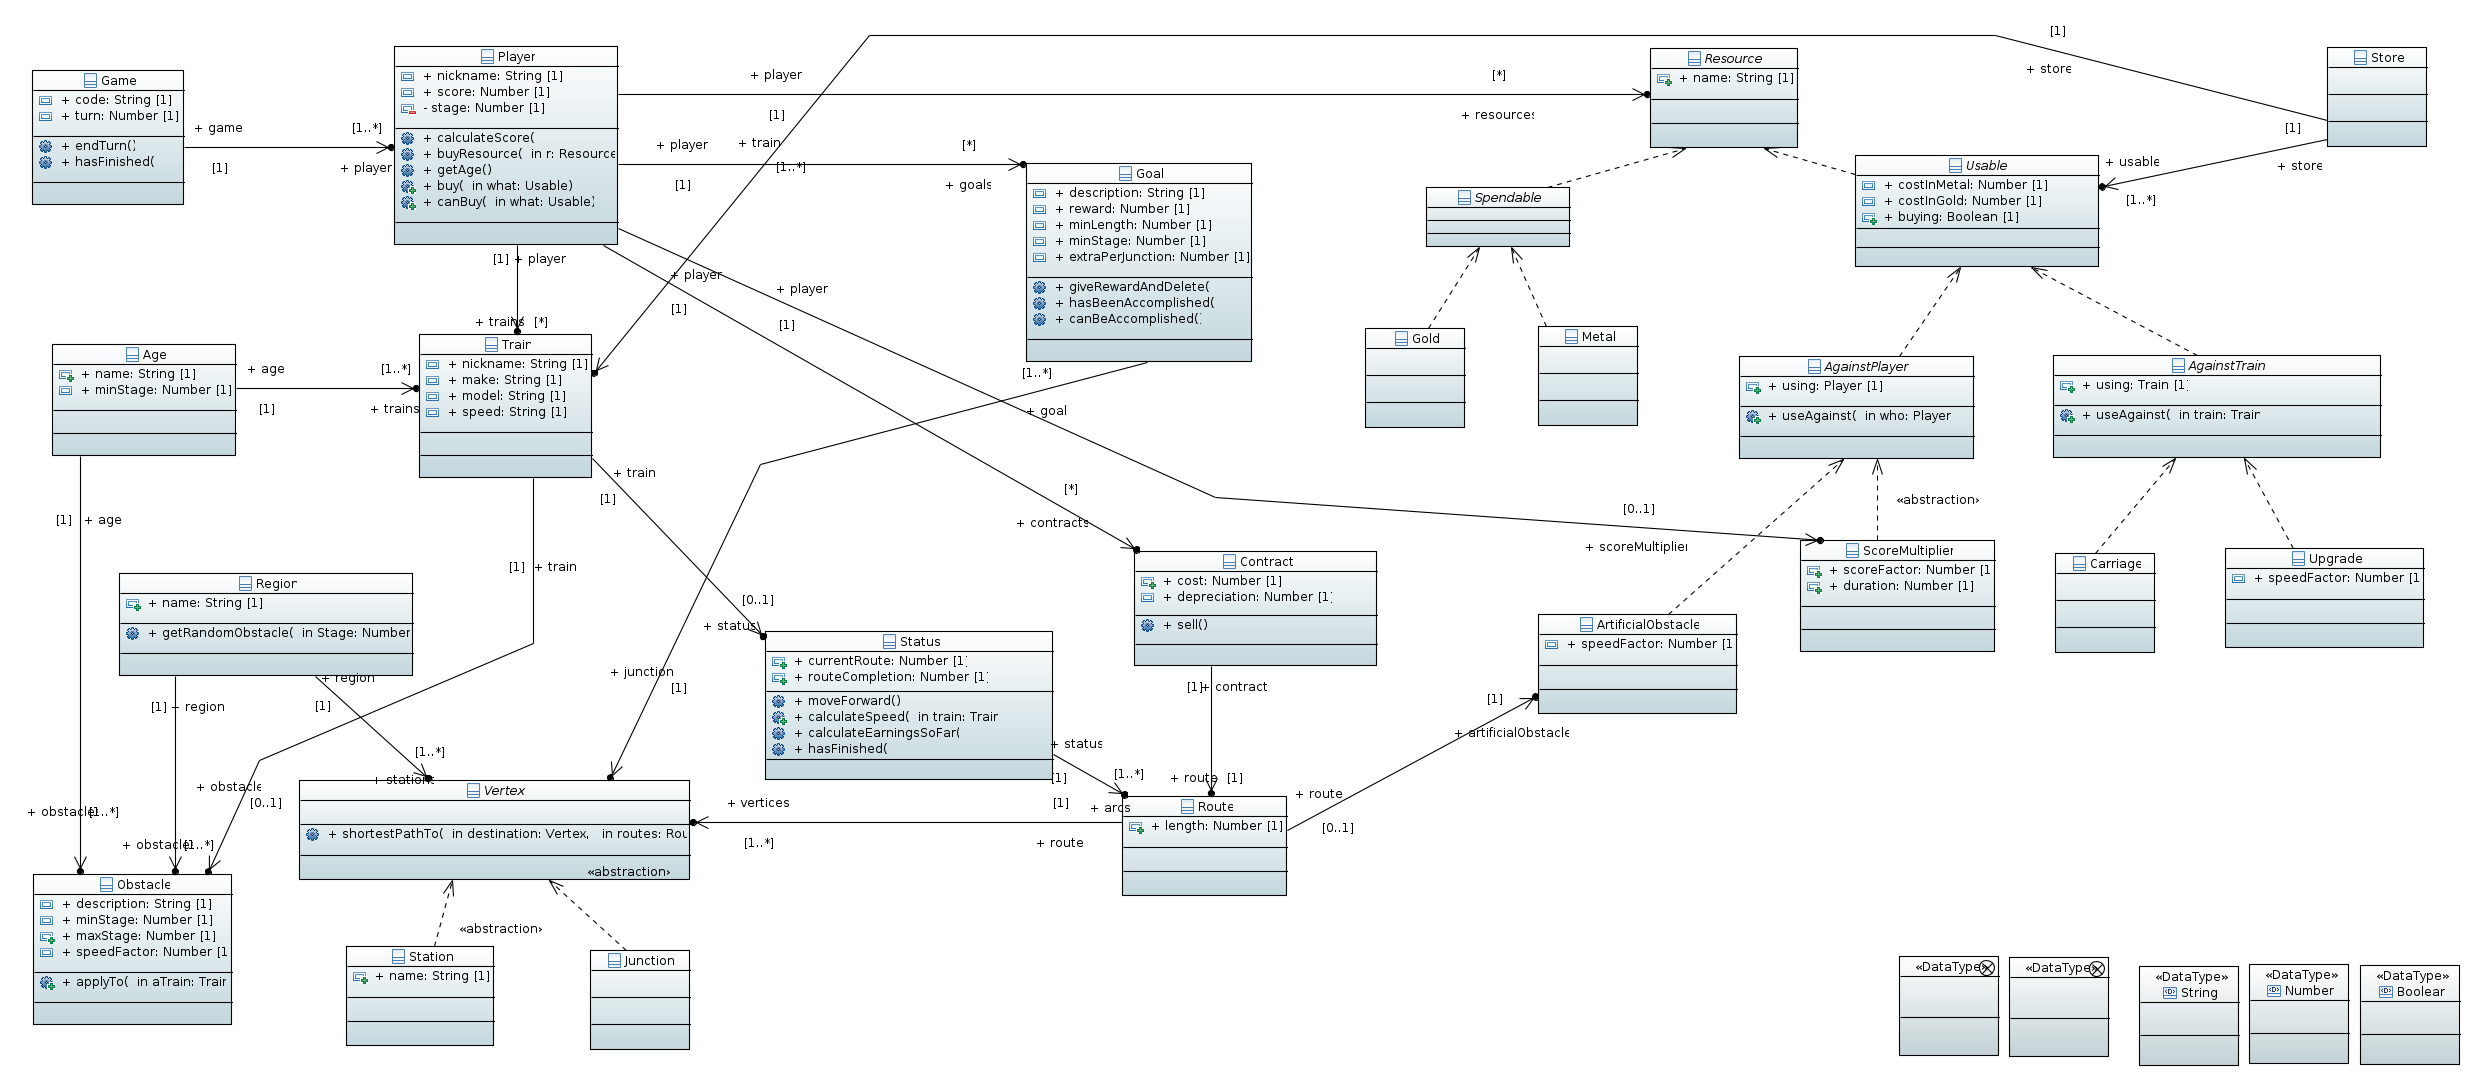 Game
+ code: String [1]
+ turn: Number [1]
+ endTurn()
+ hasFinished(
+ game
[1]
[1..*]
+ player
Player
+ nickname: String [1]
+ score: Number [1]
- stage: Number [1]
+ calculateScore(
+ buyResource(  in r: Resource
+ getAge()
+ buy(  in what: Usable)
+ canBuy(  in what: Usable)
+ player
[1]
[*]
+ resources
+ player
[1]
[*]
+ goals
+ train
[1..*]
[1]
+ store
Resource
+ name: String [1]
Store
[1]
+ store
+ usable
[1..*]
Usable
+ costInMetal: Number [1]
+ costInGold: Number [1]
+ buying: Boolean [1]
Spendable
Gold
Metal
Goal
+ description: String [1]
+ reward: Number [1]
+ minLength: Number [1]
+ minStage: Number [1]
+ extraPerJunction: Number [1]
+ giveRewardAndDelete(
+ hasBeenAccomplished(
+ canBeAccomplished()
[1] + player
+ trains [*]
+ player
[1]
+ player
[1]
Age
+ name: String [1]
+ minStage: Number [1]
+ age
[1]
[1..*]
+ trains
Train
+ nickname: String [1]
+ make: String [1]
+ model: String [1]
+ speed: String [1]
[1..*]
+ goal
AgainstPlayer
+ using: Player [1]
+ useAgainst(  in who: Player
AgainstTrain
+ using: Train [1]
+ useAgainst(  in train: Train
+ train
[1]
[*]
+ contracts
[0..1]
+ scoreMultiplier
«abstraction»
[1] + age
[1] + train
Region
+ name: String [1]
+ getRandomObstacle(  in Stage: Number
Contract
+ cost: Number [1]
+ depreciation: Number [1]
+ sell()
ScoreMultiplier
+ scoreFactor: Number [1
+ duration: Number [1]
Carriage
Upgrade
+ speedFactor: Number [1
[0..1]
+ status
Status
+ currentRoute: Number [1]
+ routeCompletion: Number [1]
+ moveForward()
+ calculateSpeed(  in train: Train
+ calculateEarningsSoFar(
+ hasFinished(
ArtificialObstacle
+ speedFactor: Number [1
+ region
[1]
[1] + region
+ junction
[1]
[1] + contract
[1]
+ artificialObstacle
[1..*]
+ stations
+ status
[1]
[1..*]
+ arcs
+ route [1]
+ obstacle
[0..1]
+ obstacle [1..*]
+ obstacle [1..*]
Vertex
+ shortestPathTo(  in destination: Vertex,   in routes: Rou
+ vertices
[1..*]
[1]
+ route
Route
+ length: Number [1]
+ route
[0..1]
«abstraction»
«abstraction»
Obstacle
+ description: String [1]
+ minStage: Number [1]
+ maxStage: Number [1]
+ speedFactor: Number [1
+ applyTo(  in aTrain: Train
Station
+ name: String [1]
Junction
«DataType»
«DataType»
«DataType»
String
«DataType»
Number
«DataType»
Boolean